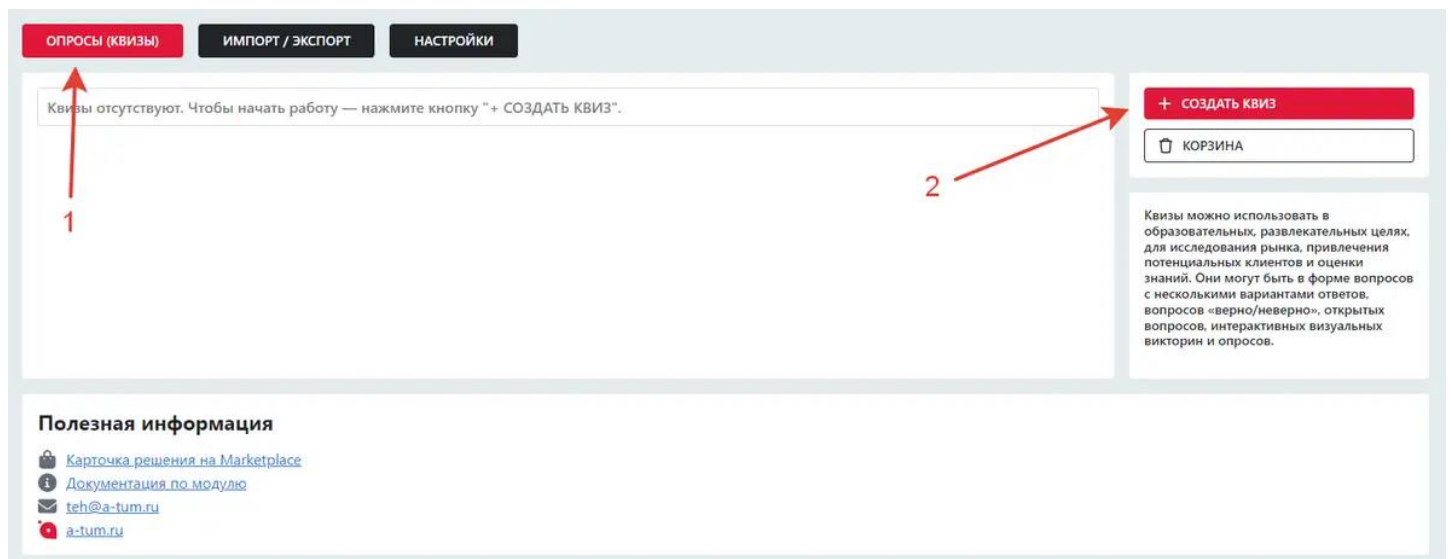 ОПРОСЫ (КВИЗЫ)
ИМПОРТ / ЭКСПОРТ
НАСТРОЙКИ
Квизы отсутствуют. Чтобы начать работу — нажмите кнопку "+ СОЗДАТЬ КВИЗ".
1
2
+ СОЗДАТЬ КВИЗ
КОРЗИНА
Квизы можно использовать в
образовательных, развлекательных целях,
для исследования рынка, привлечения
потенциальных клиентов и оценки
знаний. Они могут быть в форме вопросов
с несколькими вариантами ответов,
вопросов «верно/неверно», открытых
вопросов, интерактивных визуальных
викторин и опросов.
Полезная информация
Карточка решения на Marketplace
Документация по модулю
teh@a-tum.ru
a-tum.ru